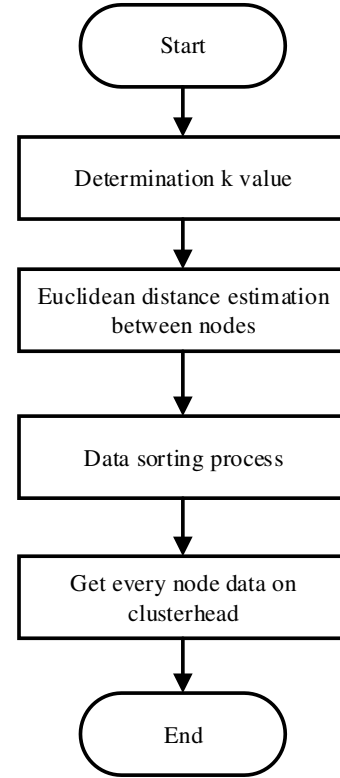 Start
Determination k value
Euclidean distance estimation
between nodes
Data sorting process
Get every node data on
clusterhead
End